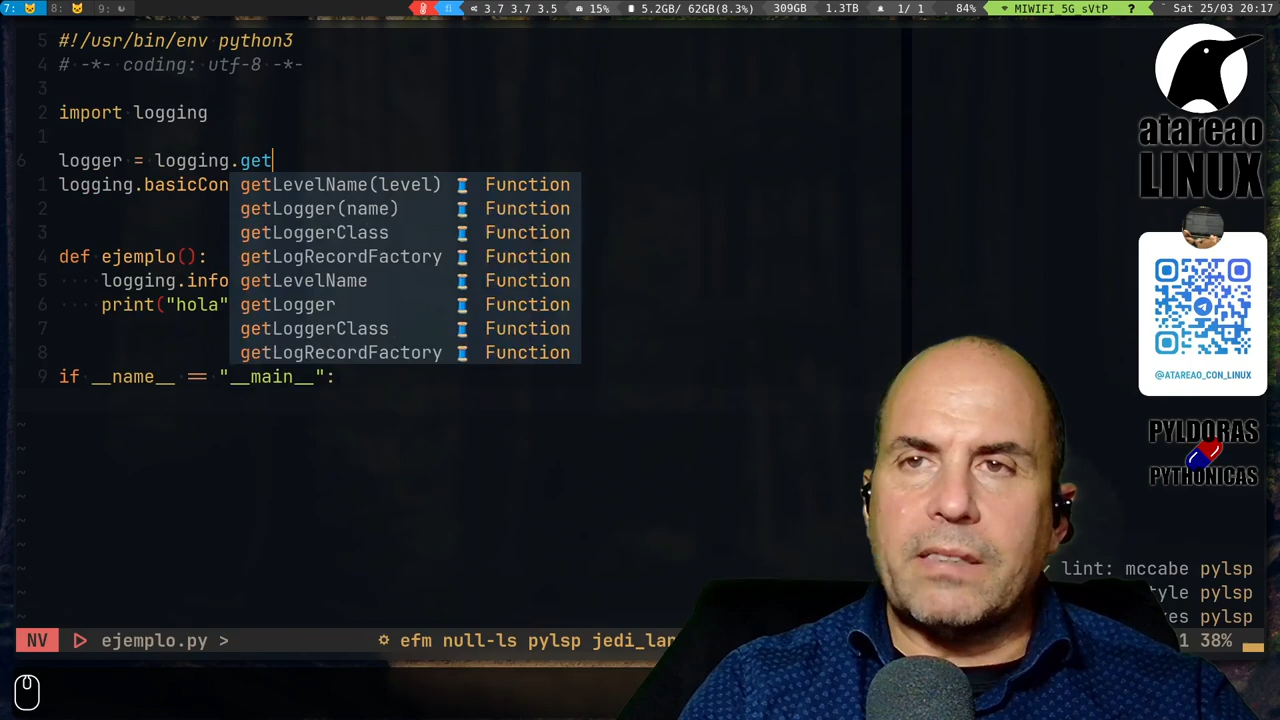 7: 8: 9: 3.7 3.7 3.5 15% 5.2GB/ 62GB(8.3%) 309GB 1.3TB 1/ 1 84% MIWIFI_5G_sVtP ? Sat 25/03 20:17
5 #!/usr/bin/env python3
4 # -*- coding: utf-8 -*-
3
2 import logging
1
6 logger = logging.get
1 logging.basicCon
2
3
4 def ejemplo():
5 logging.info
6 print("hola"
7
8
9 if __name__ == "__main__":
getLevelName(level) Function
getLogger(name) Function
getLoggerClass Function
getLogRecordFactory Function
getLevelName Function
getLogger Function
getLoggerClass Function
getLogRecordFactory Function
atareao
LINUX
@ATAREAO_CON_LINUX
PYLDORAS
PYTHONICAS
lint: mccabe pylsp
tyle pylsp
es pylsp
NV ejemplo.py > efm null-ls pylsp jedi_lan 1 38%